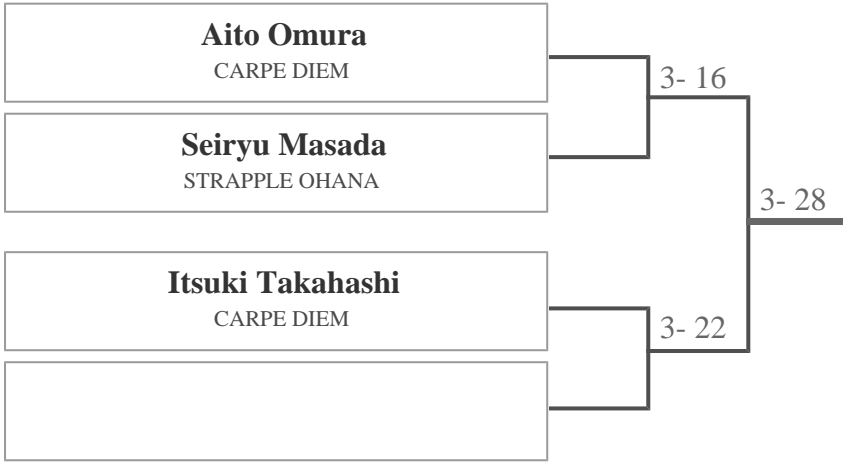 Aito Omura
CARPE DIEM
3- 16
Seiryu Masada
STRAPPLE OHANA
3- 28
Itsuki Takahashi
CARPE DIEM
3- 22